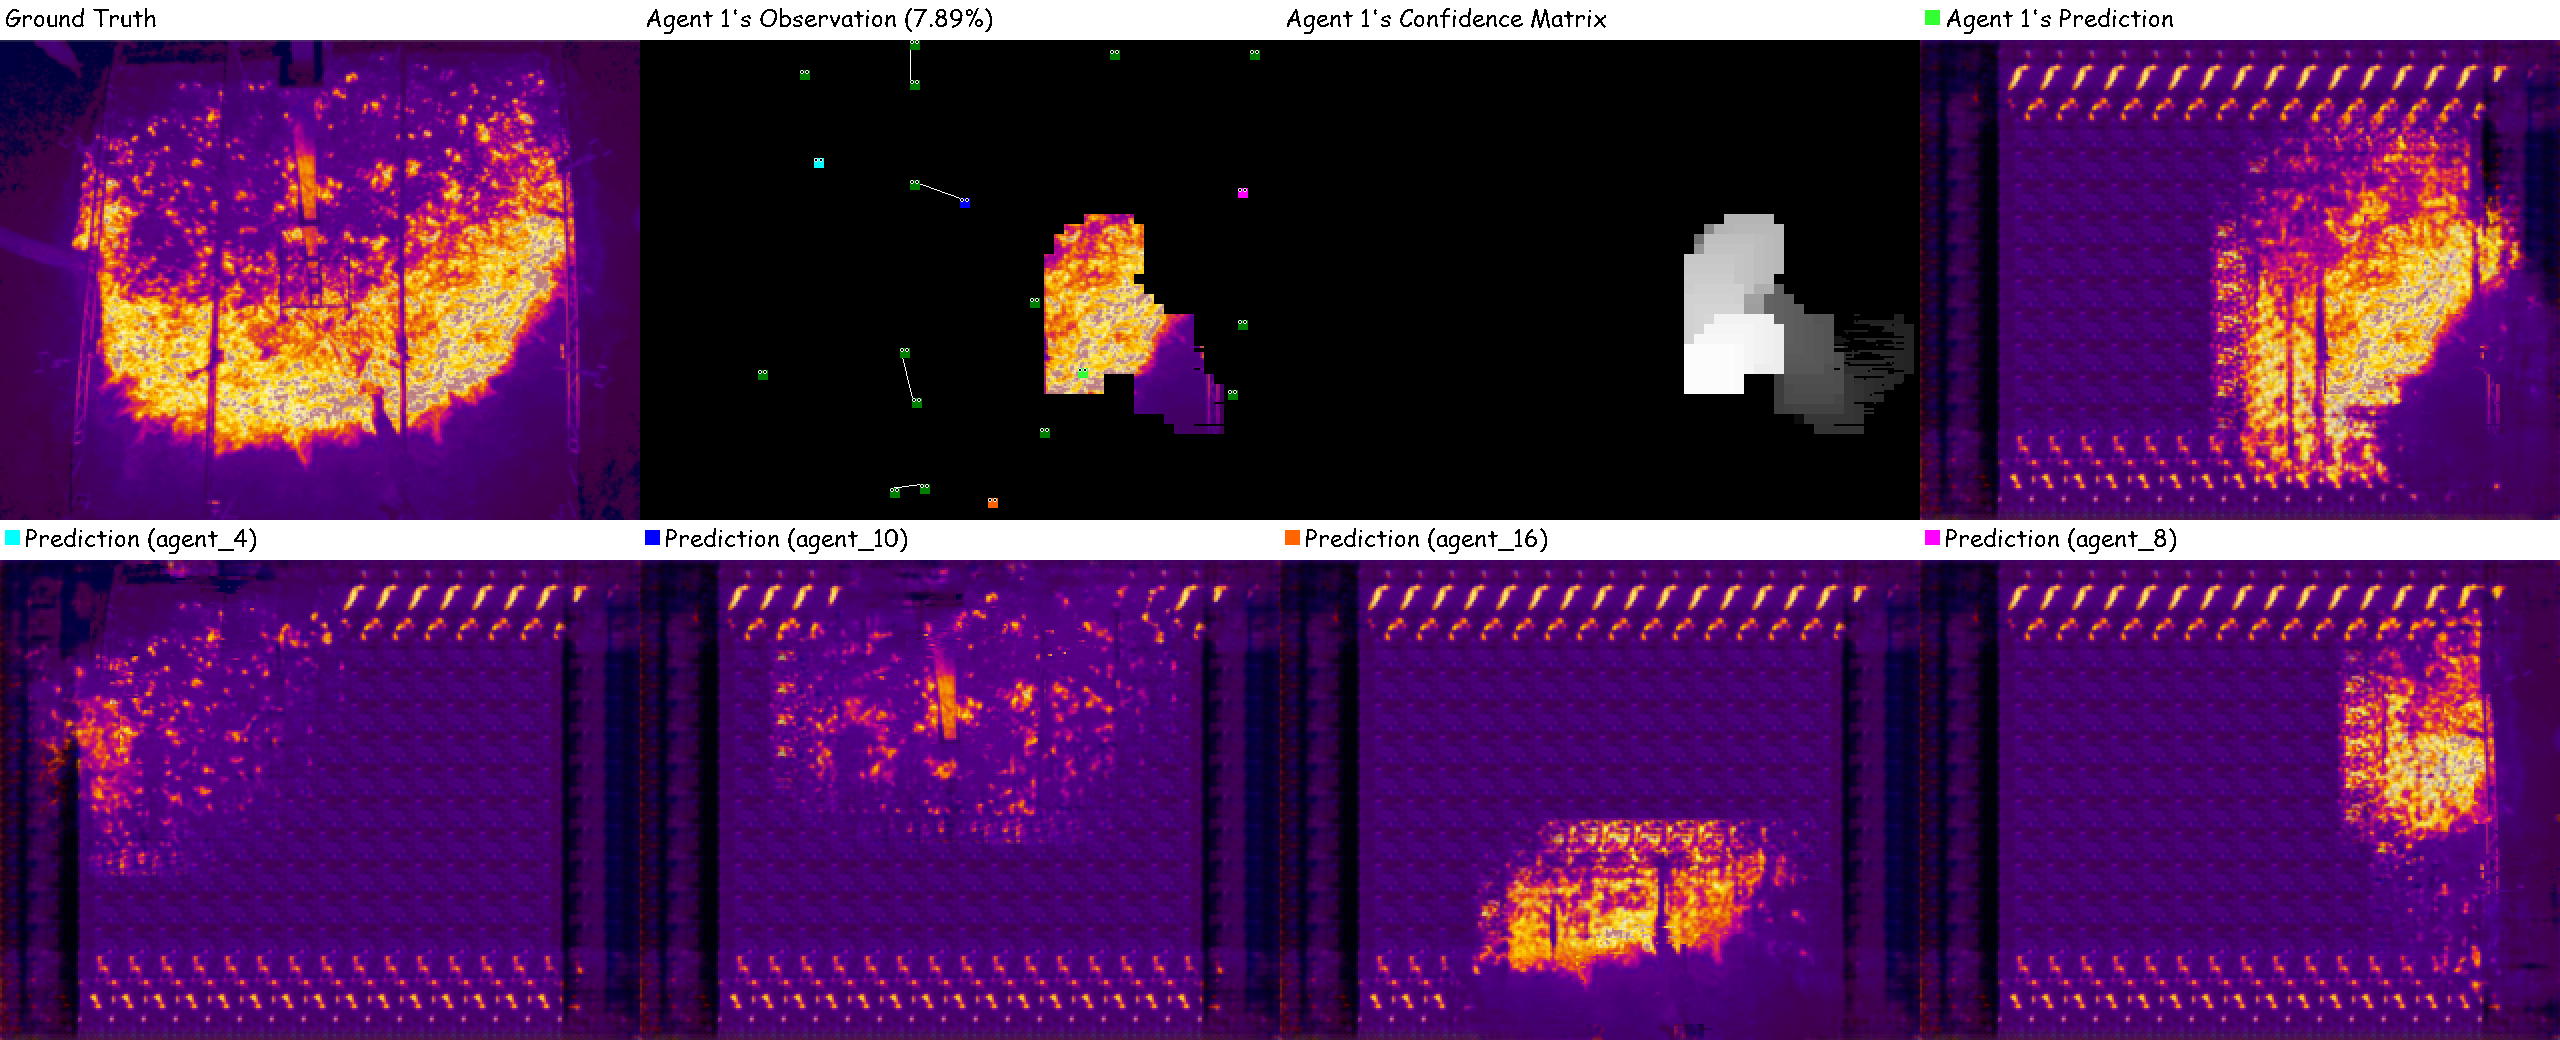 Ground Truth
Agent 1's Observation (7.89%)
Agent 1's Confidence Matrix
Agent 1's Prediction
Prediction (agent_4)
Prediction (agent_10)
Prediction (agent_16)
Prediction (agent_8)